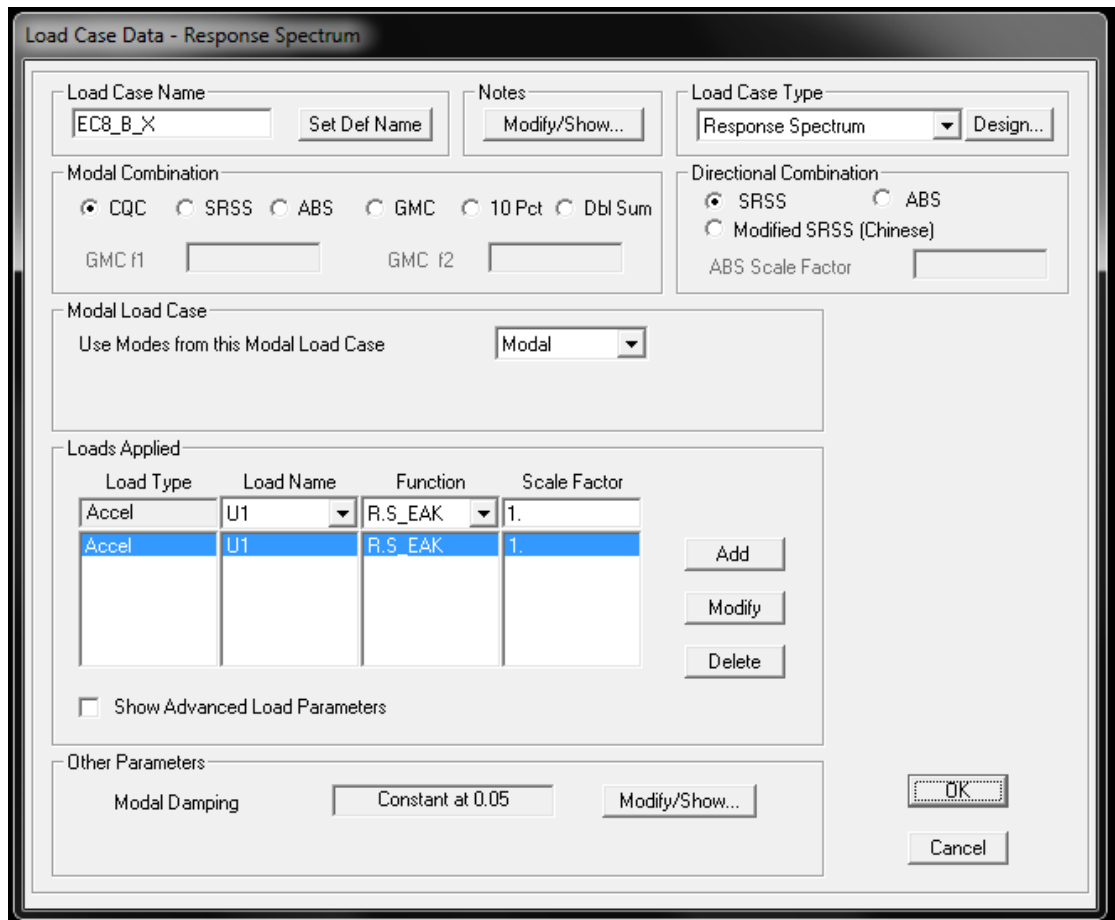 Load Case Data - Response Spectrum
Load Case Name
EC8_B_X
Set Def Name
Notes
Modify/Show...
Load Case Type
Response Spectrum
Design...
Modal Combination
CQC SRSS ABS GMC 10 Pct Dbl Sum
GMC f1 GMC f2
Directional Combination
SRSS ABS
Modified SRSS (Chinese)
ABS Scale Factor
Modal Load Case
Use Modes from this Modal Load Case Modal
Loads Applied
Load Type Load Name Function Scale Factor
Accel U1 R.S_EAK 1.
Accel U1 R.S_EAK 1.
Add
Modify
Delete
Show Advanced Load Parameters
Other Parameters
Modal Damping Constant at 0.05 Modify/Show...
OK
Cancel